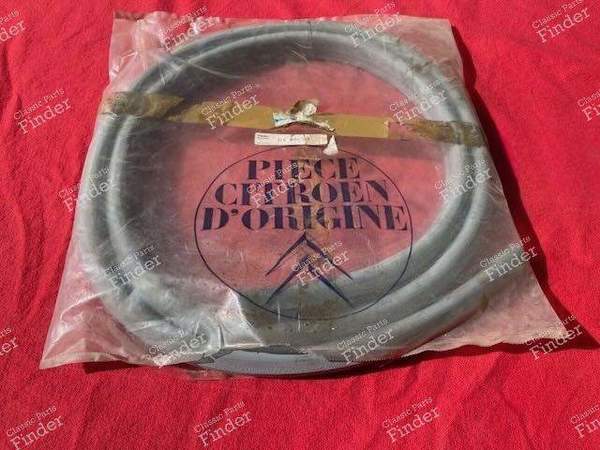 PIECE
CITROËN
D'ORIGINE
Classic Parts
Finder